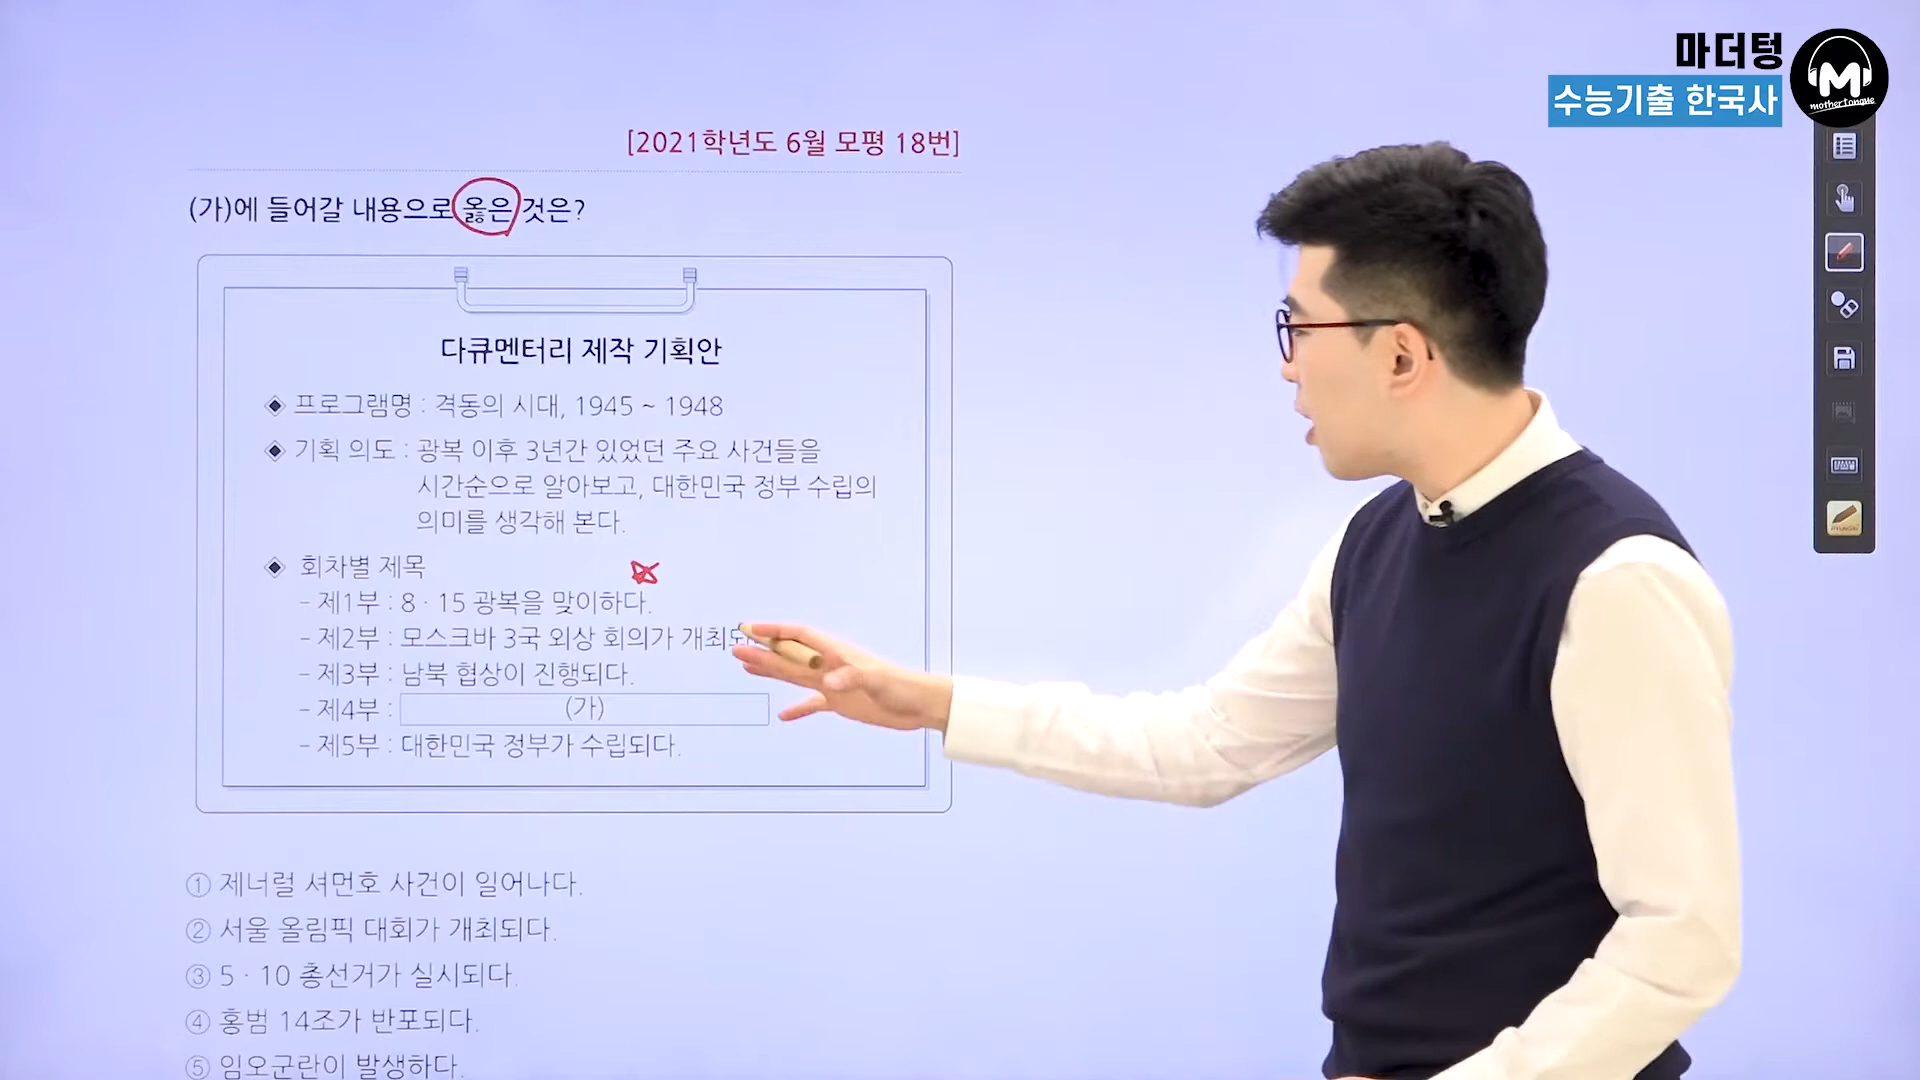 마더텅
수능기출 한국사
M
mothertongue
[2021학년도 6월 모평 18번]
(가)에 들어갈 내용으로 옳은 것은?
다큐멘터리 제작 기획안
◈ 프로그램명 : 격동의 시대, 1945 ~ 1948
◈ 기획 의도 : 광복 이후 3년간 있었던 주요 사건들을
시간순으로 알아보고, 대한민국 정부 수립의
의미를 생각해 본다.
◈ 회차별 제목
– 제1부 : 8 · 15 광복을 맞이하다.
– 제2부 : 모스크바 3국 외상 회의가 개최되
– 제3부 : 남북 협상이 진행되다.
– 제4부 : (가)
– 제5부 : 대한민국 정부가 수립되다.
① 제너럴 셔먼호 사건이 일어나다.
② 서울 올림픽 대회가 개최되다.
③ 5 · 10 총선거가 실시되다.
④ 홍범 14조가 반포되다.
⑤ 임오군란이 발생하다.